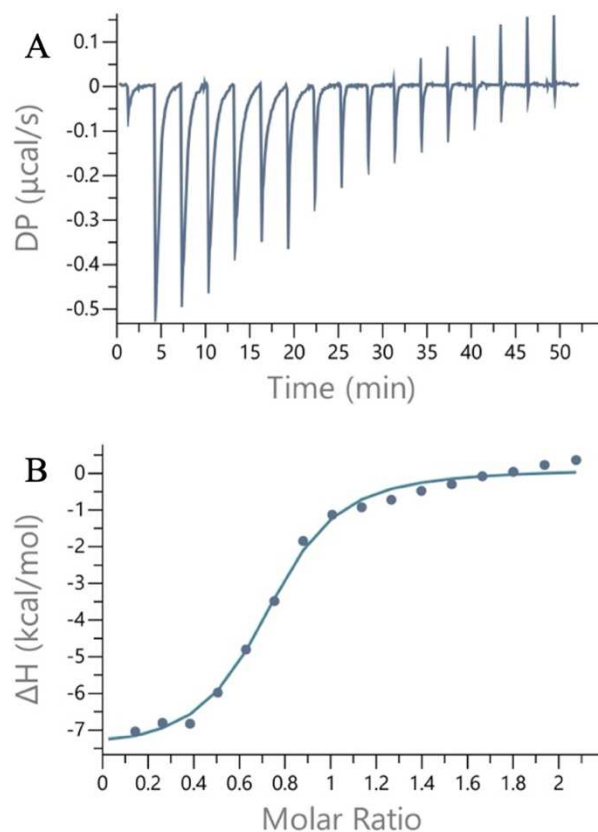 A
0.1
0
-0.1
-0.2
-0.3
-0.4
-0.5
DP (µcal/s)
0 5 10 15 20 25 30 35 40 45 50
Time (min)
B
0
-1
-2
-3
-4
-5
-6
-7
ΔH (kcal/mol)
0 0.2 0.4 0.6 0.8 1 1.2 1.4 1.6 1.8 2
Molar Ratio